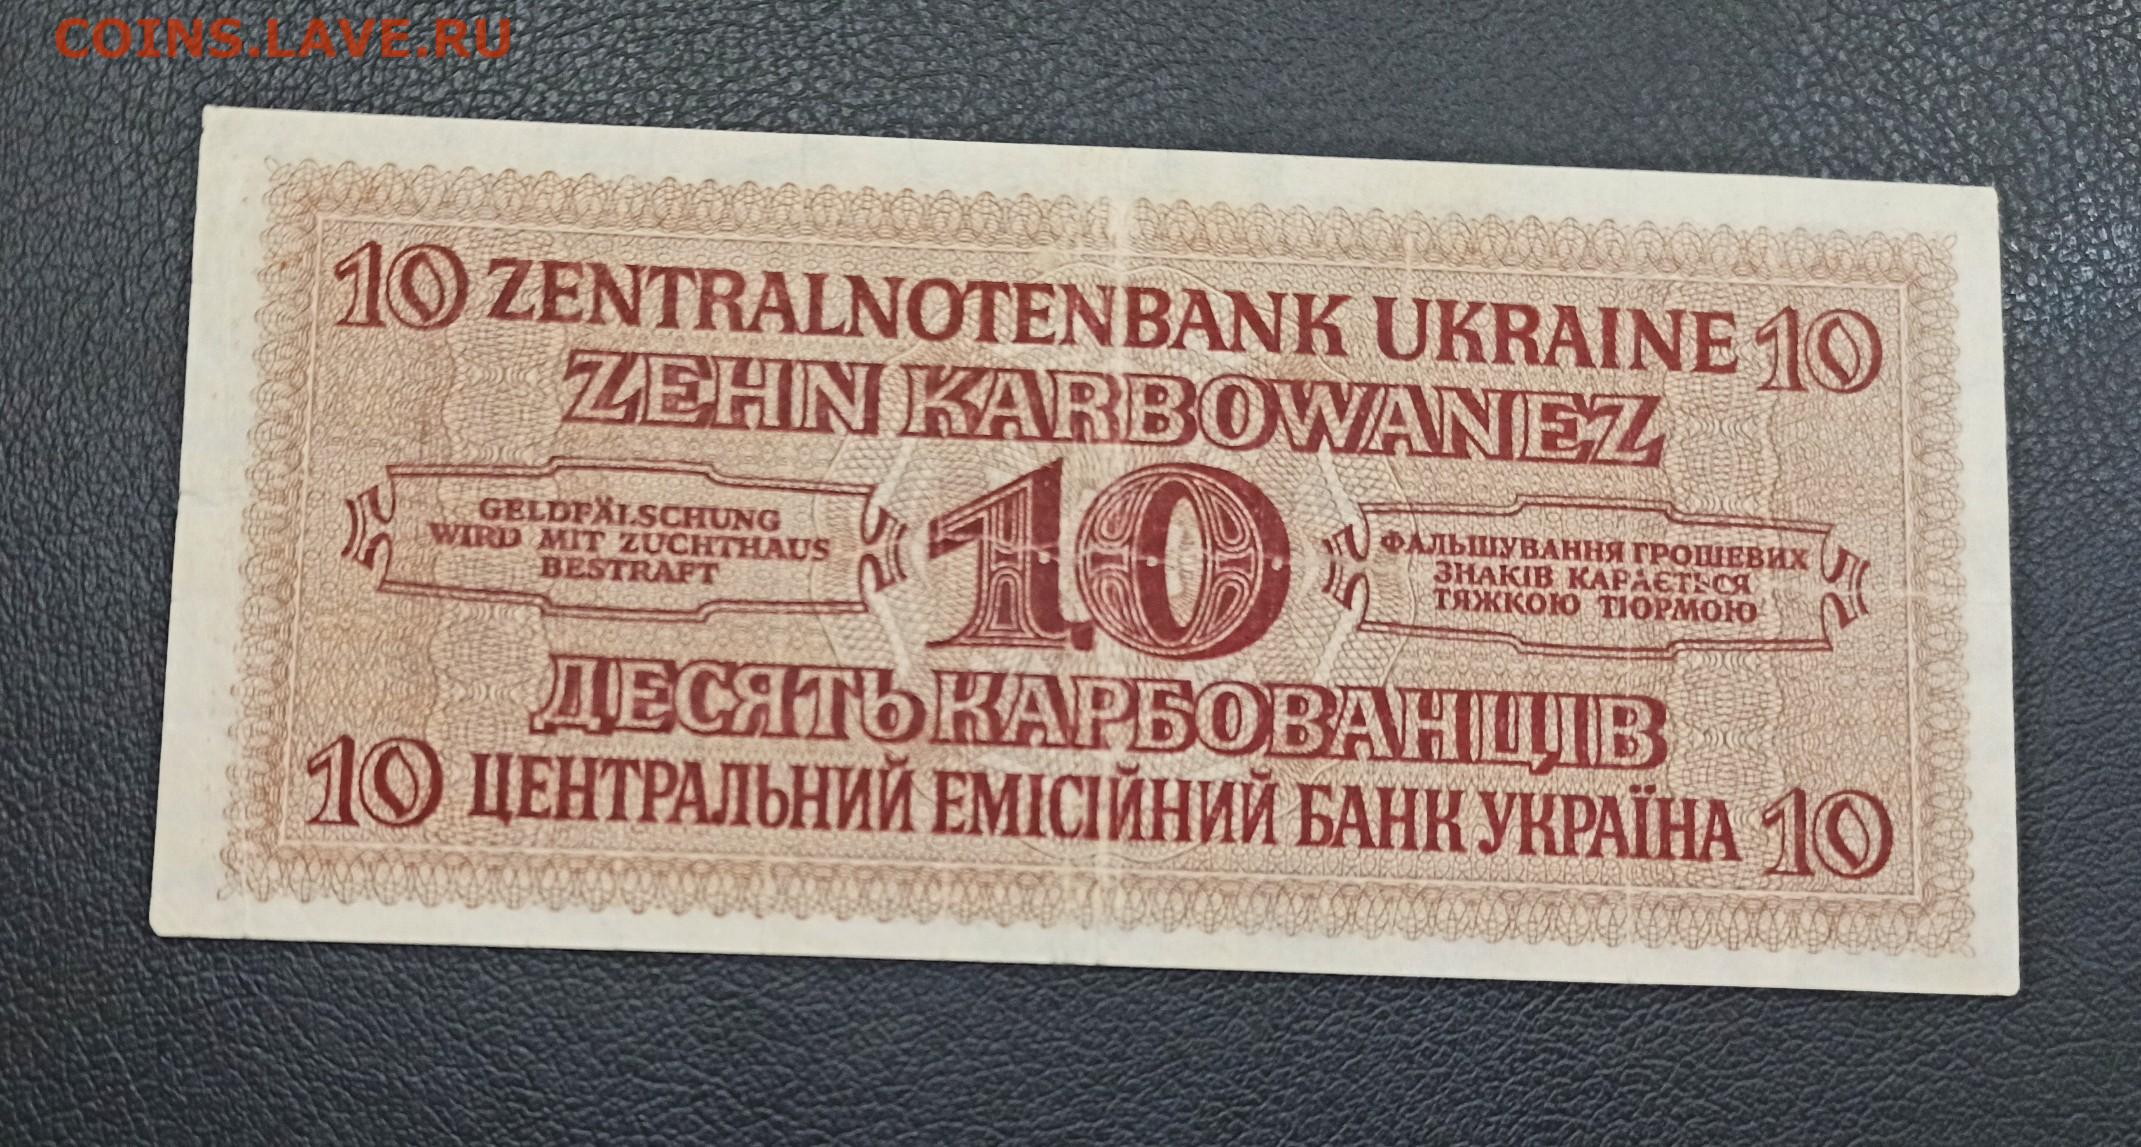 COINS.LAVE.RU
10 ZENTRALNOTENBANK UKRAINE 10
ZEHN KARBOWANEZ
GELDFÄLSCHUNG
WIRD MIT ZUCHTHAUS
BESTRAFT
10
ФАЛЬШУВАННЯ ГРОШЕВИХ
ЗНАКІВ КАРАЄТЬСЯ
ТЯЖКОЮ ТЮРМОЮ
ДЕСЯТЬ КАРБОВАНЦІВ
10 ЦЕНТРАЛЬНИЙ ЕМІСІЙНИЙ БАНК УКРАЇНА 10